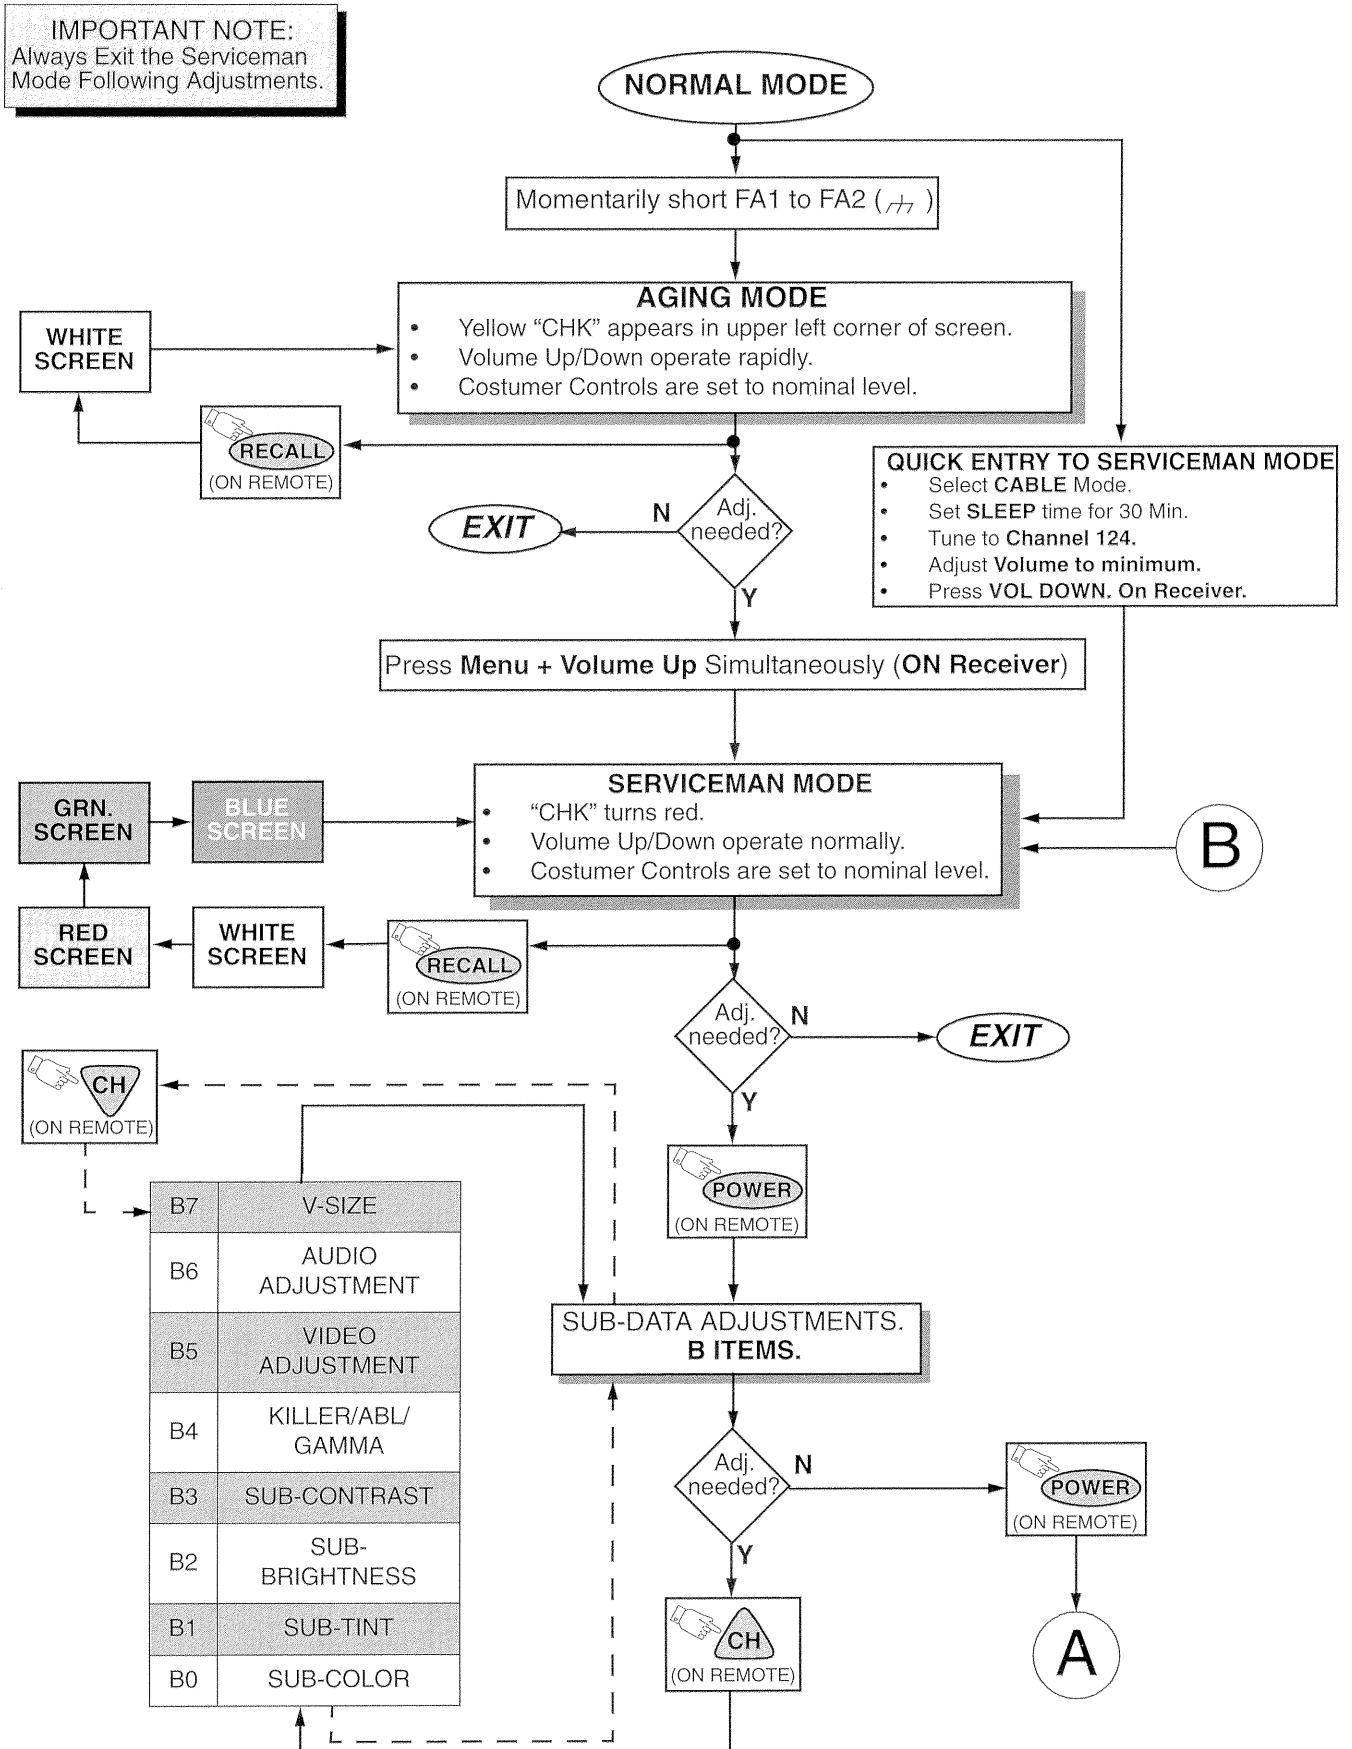 IMPORTANT NOTE:
Always Exit the Serviceman
Mode Following Adjustments.
NORMAL MODE
Momentarily short FA1 to FA2 ( )
AGING MODE
• Yellow “CHK” appears in upper left corner of screen.
• Volume Up/Down operate rapidly.
• Costumer Controls are set to nominal level.
WHITE
SCREEN
RECALL
(ON REMOTE)
EXIT
N
Adj.
needed?
Y
QUICK ENTRY TO SERVICEMAN MODE
• Select CABLE Mode.
• Set SLEEP time for 30 Min.
• Tune to Channel 124.
• Adjust Volume to minimum.
• Press VOL DOWN. On Receiver.
Press Menu + Volume Up Simultaneously (ON Receiver)
SERVICEMAN MODE
• “CHK” turns red.
• Volume Up/Down operate normally.
• Costumer Controls are set to nominal level.
B
GRN.
SCREEN
BLUE
SCREEN
RED
SCREEN
WHITE
SCREEN
RECALL
(ON REMOTE)
Adj.
needed?
N
EXIT
Y
CH
(ON REMOTE)
POWER
(ON REMOTE)
B7 V-SIZE
B6 AUDIO
ADJUSTMENT
B5 VIDEO
ADJUSTMENT
B4 KILLER/ABL/
GAMMA
B3 SUB-CONTRAST
B2 SUB-
BRIGHTNESS
B1 SUB-TINT
B0 SUB-COLOR
SUB-DATA ADJUSTMENTS.
B ITEMS.
Adj.
needed?
N
Y
POWER
(ON REMOTE)
CH
(ON REMOTE)
A